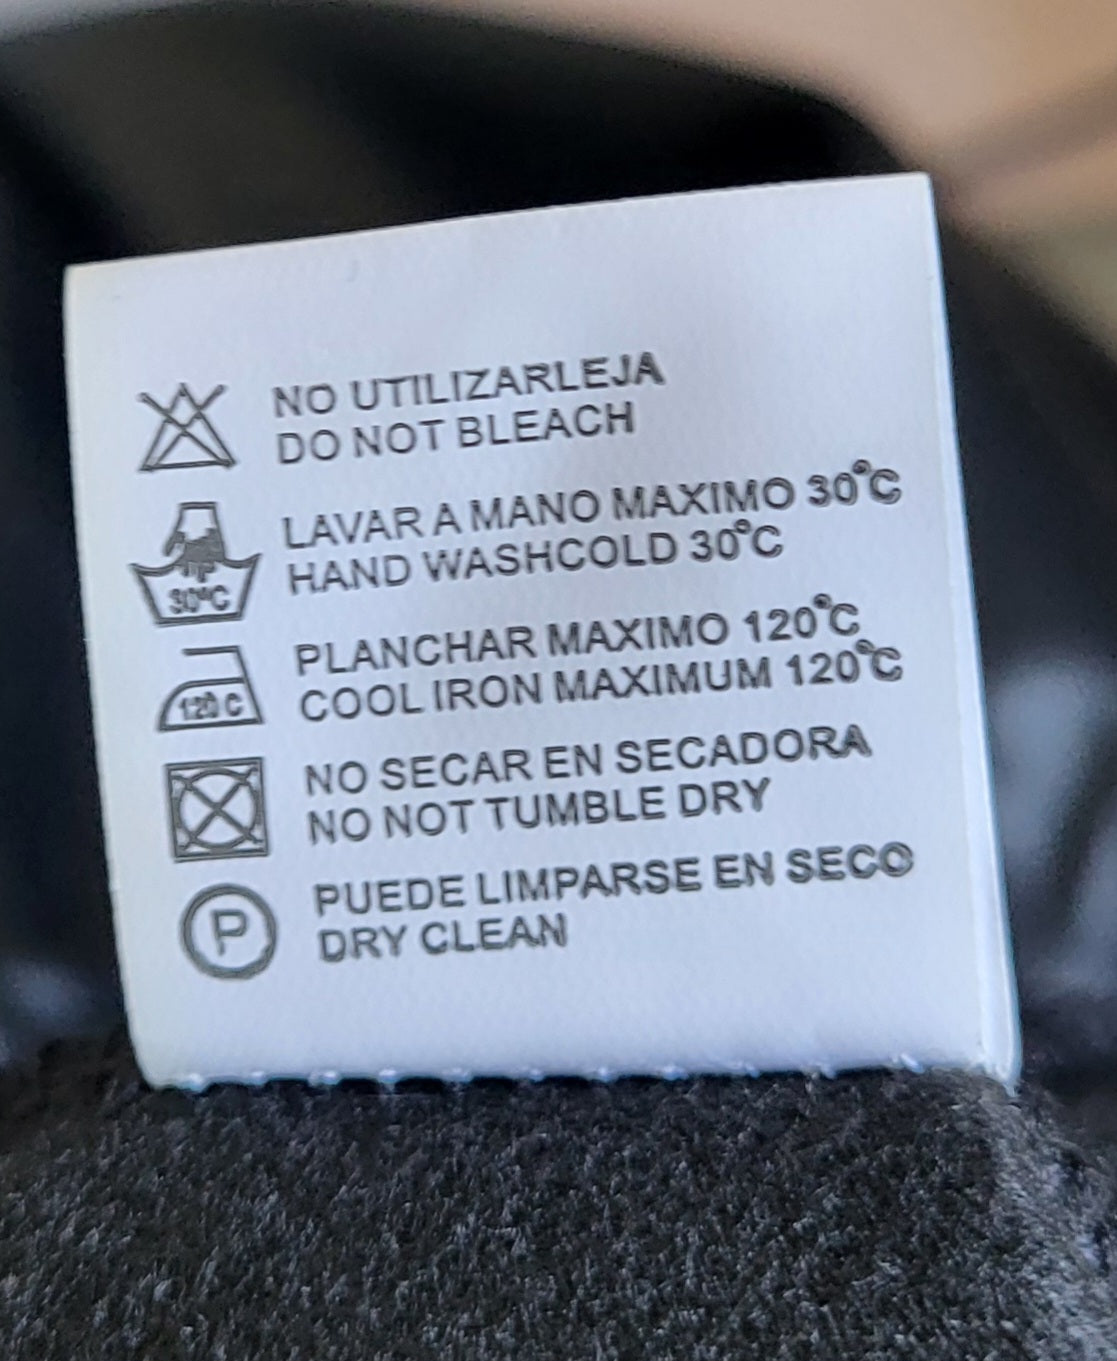 NO UTILIZARLEJA
DO NOT BLEACH
LAVAR A MANO MAXIMO 30°C
HAND WASHCOLD 30°C
30°C
PLANCHAR MAXIMO 120°C
COOL IRON MAXIMUM 120°C
120 C
NO SECAR EN SECADORA
NO NOT TUMBLE DRY
PUEDE LIMPARSE EN SECO
DRY CLEAN
P